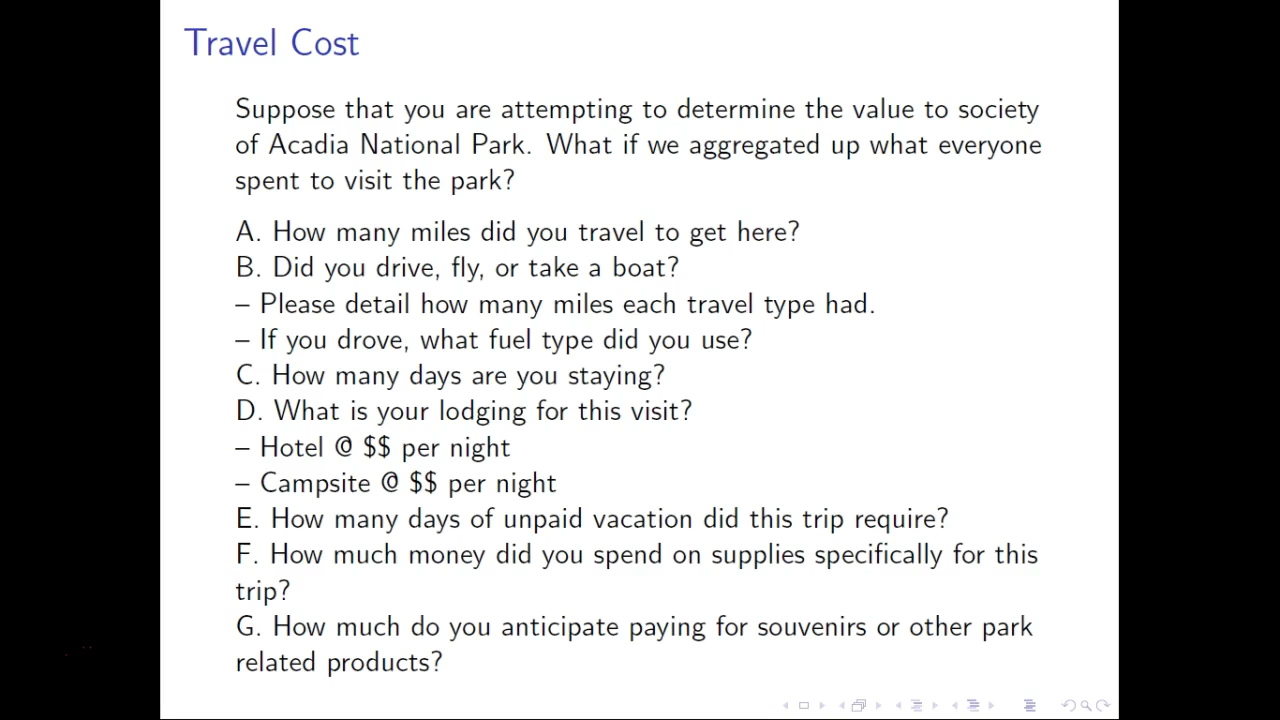 Travel Cost
Suppose that you are attempting to determine the value to society
of Acadia National Park. What if we aggregated up what everyone
spent to visit the park?
A. How many miles did you travel to get here?
B. Did you drive, fly, or take a boat?
– Please detail how many miles each travel type had.
– If you drove, what fuel type did you use?
C. How many days are you staying?
D. What is your lodging for this visit?
– Hotel @ $$ per night
– Campsite @ $$ per night
E. How many days of unpaid vacation did this trip require?
F. How much money did you spend on supplies specifically for this
trip?
G. How much do you anticipate paying for souvenirs or other park
related products?